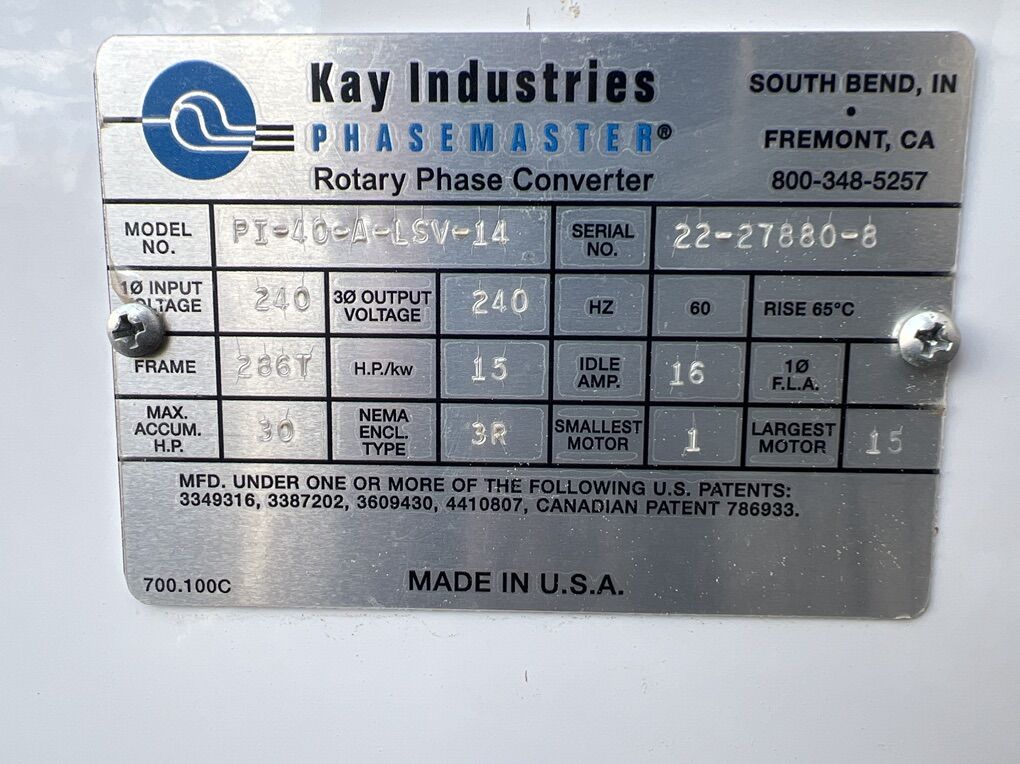 Kay Industries
PHASEMASTER®
Rotary Phase Converter
SOUTH BEND, IN
•
FREMONT, CA
800-348-5257
MODEL NO. PI-40-A-LSV-14 SERIAL NO. 22-27880-8
1Ø INPUT VOLTAGE 240 3Ø OUTPUT VOLTAGE 240 HZ 60 RISE 65°C
FRAME 286T H.P./kw 15 IDLE AMP. 16 1Ø F.L.A.
MAX. ACCUM. H.P. 30 NEMA ENCL. TYPE 3R SMALLEST MOTOR 1 LARGEST MOTOR 15
MFD. UNDER ONE OR MORE OF THE FOLLOWING U.S. PATENTS:
3349316, 3387202, 3609430, 4410807, CANADIAN PATENT 786933.
700.100C MADE IN U.S.A.